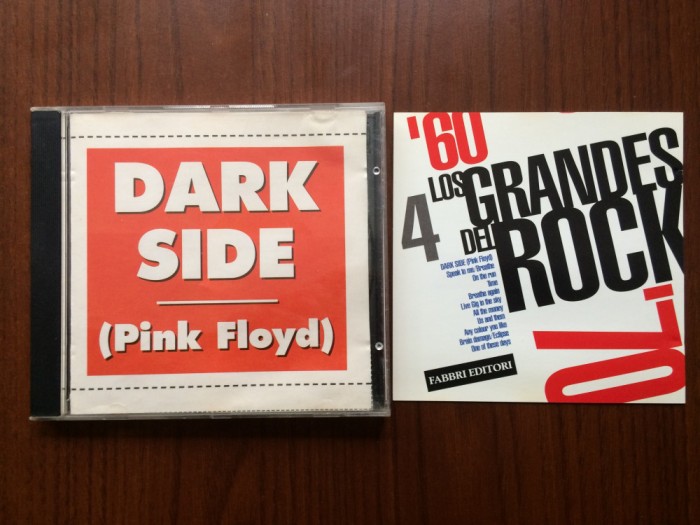 DARK
SIDE
(Pink Floyd)
'60
LOS GRANDES
4
DEL ROCK
DARK SIDE (Pink Floyd)
Speak to me/Breathe
On the run
Time
Breathe again
Live Gig in the sky
All the money
Us and them
Any colour you like
Brain damage/Eclipse
One of these days
FABBRI EDITORI
'70